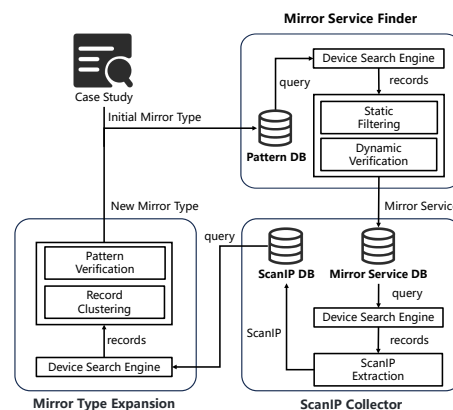 Mirror Service Finder
Device Search Engine
query
records
Case Study
Static
Filtering
Initial Mirror Type
Pattern DB
Dynamic
Verification
New Mirror Type
Mirror Service
query
Pattern
Verification
ScanIP DB
Mirror Service DB
Record
Clustering
query
Device Search Engine
ScanIP
records
records
ScanIP
Extraction
Device Search Engine
Mirror Type Expansion
ScanIP Collector